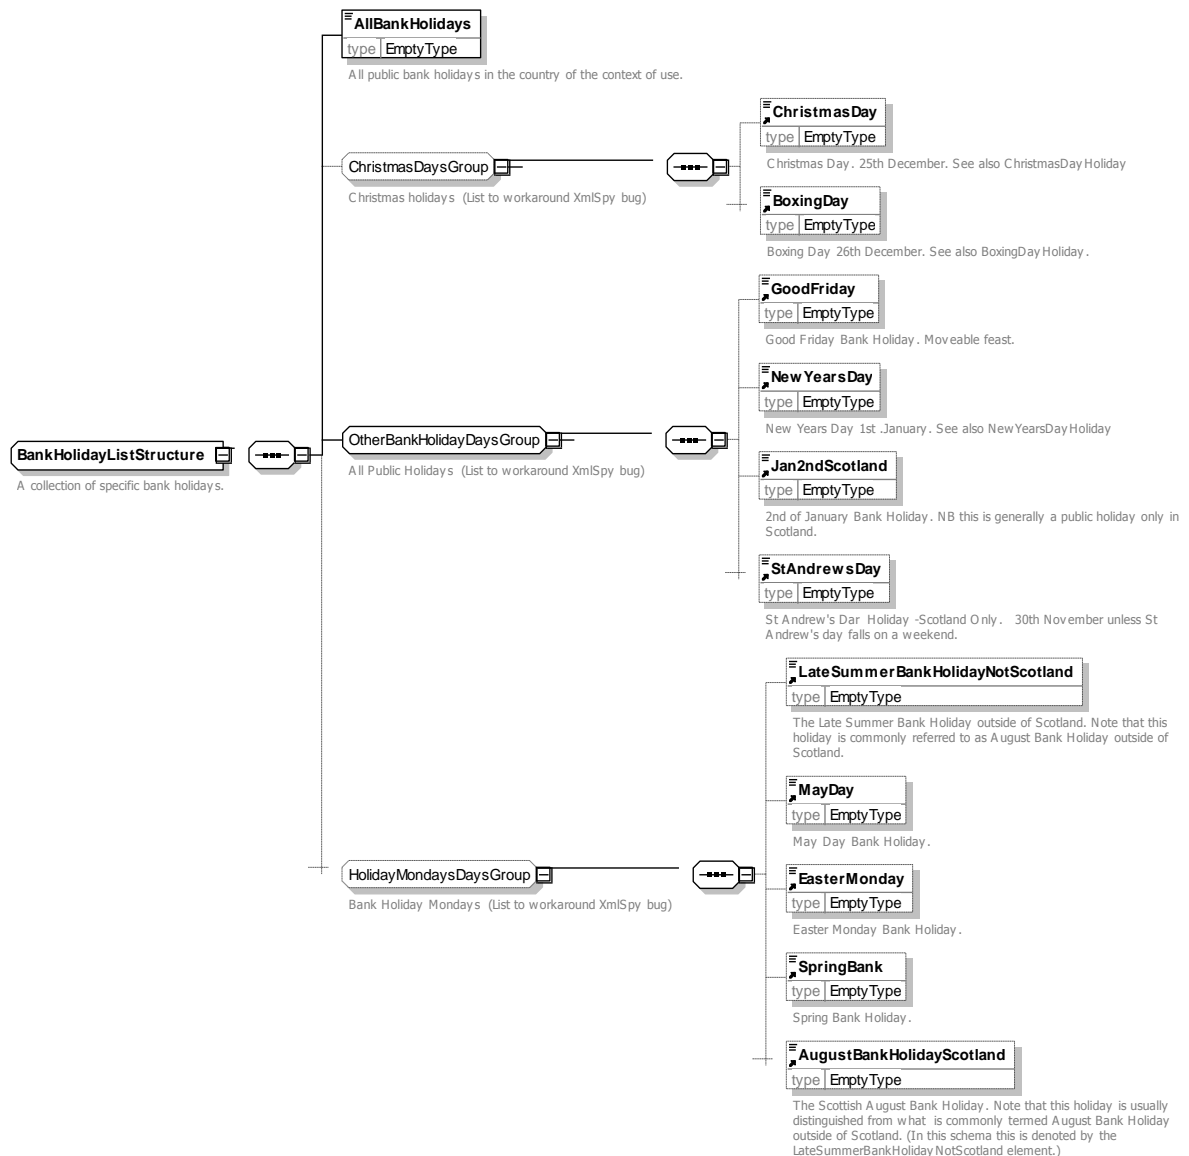 AllBankHolidays
type EmptyType
All public bank holidays in the country of the context of use.
ChristmasDay
type EmptyType
Christmas Day. 25th December. See also ChristmasDayHoliday
ChristmasDaysGroup
Christmas holidays (List to workaround XmlSpy bug)
BoxingDay
type EmptyType
Boxing Day 26th December. See also BoxingDayHoliday.
GoodFriday
type EmptyType
Good Friday Bank Holiday. Moveable feast.
NewYearsDay
type EmptyType
New Years Day 1st .January. See also NewYearsDayHoliday
OtherBankHolidayDaysGroup
All Public Holidays (List to workaround XmlSpy bug)
BankHolidayListStructure
A collection of specific bank holidays.
Jan2ndScotland
type EmptyType
2nd of January Bank Holiday. NB this is generally a public holiday only in
Scotland.
StAndrewsDay
type EmptyType
St Andrew's Dar Holiday -Scotland Only. 30th November unless St
Andrew's day falls on a weekend.
LateSummerBankHolidayNotScotland
type EmptyType
The Late Summer Bank Holiday outside of Scotland. Note that this
holiday is commonly referred to as August Bank Holiday outside of
Scotland.
MayDay
type EmptyType
May Day Bank Holiday.
HolidayMondaysDaysGroup
Bank Holiday Mondays (List to workaround XmlSpy bug)
EasterMonday
type EmptyType
Easter Monday Bank Holiday.
SpringBank
type EmptyType
Spring Bank Holiday.
AugustBankHolidayScotland
type EmptyType
The Scottish August Bank Holiday. Note that this holiday is usually
distinguished from what is commonly termed August Bank Holiday
outside of Scotland. (In this schema this is denoted by the
LateSummerBankHolidayNotScotland element.)